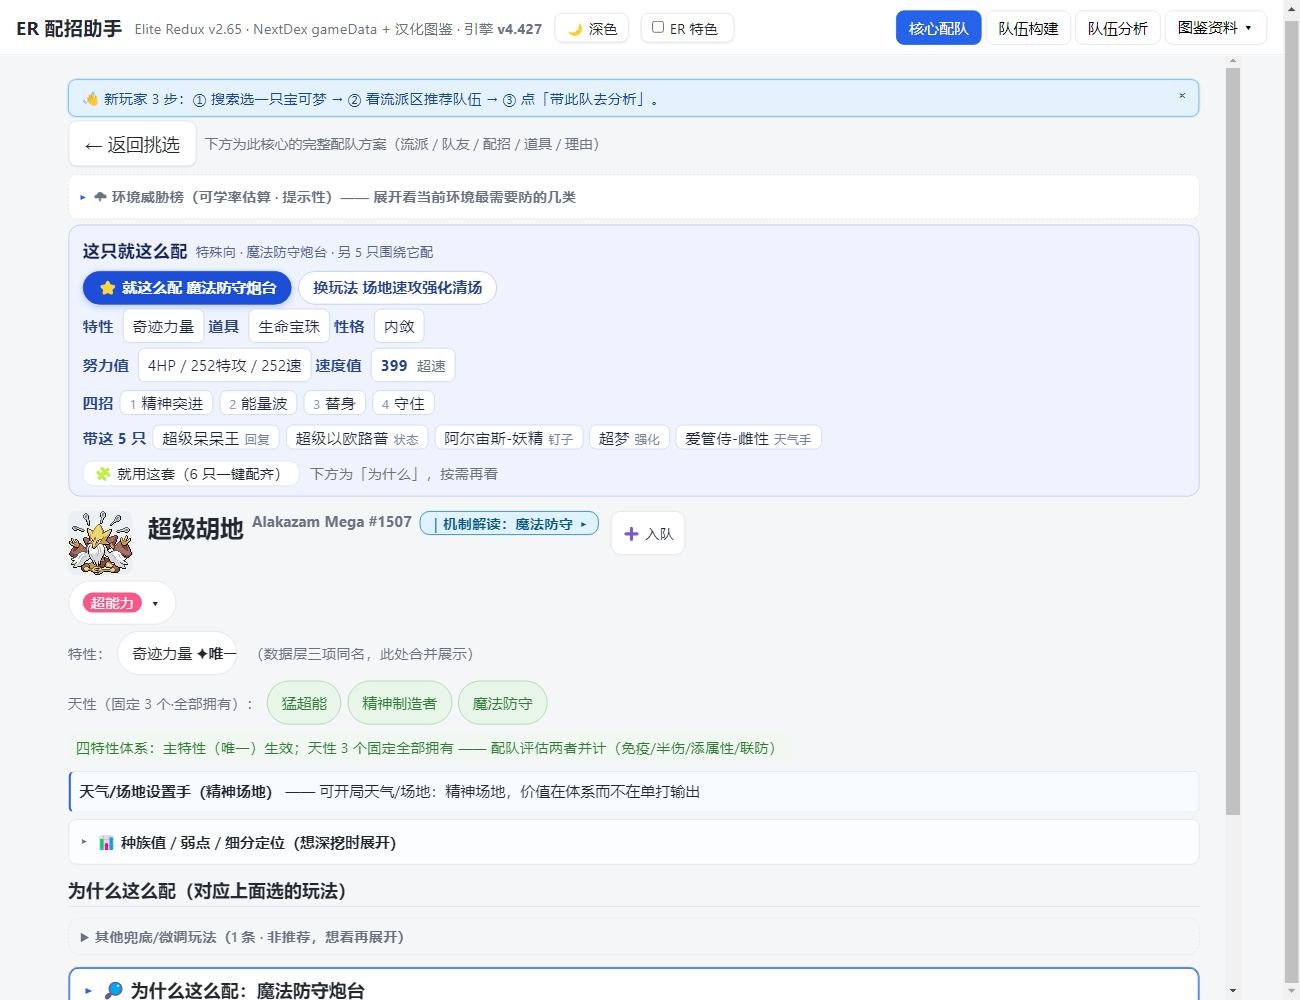 ER 配招助手 Elite Redux v2.65 · NextDex gameData + 汉化图鉴 · 引擎 v4.427 🌙 深色 ER 特色 核心配队 队伍构建 队伍分析 图鉴资料 ▾
👋 新玩家 3 步：① 搜索选一只宝可梦 → ② 看流派区推荐队伍 → ③ 点「带此队去分析」。 ×
← 返回挑选 下方为此核心的完整配队方案（流派 / 队友 / 配招 / 道具 / 理由）
▸ 🌩 环境威胁榜（可学率估算 · 提示性）—— 展开看当前环境最需要防的几类
这只就这么配 特殊向 · 魔法防守炮台 · 另 5 只围绕它配
⭐ 就这么配 魔法防守炮台 换玩法 场地速攻强化清场
特性 奇迹力量 道具 生命宝珠 性格 内敛
努力值 4HP / 252特攻 / 252速 速度值 399 超速
四招 1 精神突进 2 能量波 3 替身 4 守住
带这 5 只 超级呆呆王 回复 超级以欧路普 状态 阿尔宙斯-妖精 钉子 超梦 强化 爱管侍-雌性 天气手
🧩 就用这套（6 只一键配齐） 下方为「为什么」，按需再看
超级胡地 Alakazam Mega #1507 | 机制解读：魔法防守 ▸ ➕ 入队
超能力 ▾
特性： 奇迹力量 ✦唯一 （数据层三项同名，此处合并展示）
天性（固定 3 个·全部拥有）： 猛超能 精神制造者 魔法防守
四特性体系：主特性（唯一）生效；天性 3 个固定全部拥有 —— 配队评估两者并计（免疫/半伤/添属性/联防）
天气/场地设置手（精神场地） —— 可开局天气/场地：精神场地，价值在体系而不在单打输出
▸ 📊 种族值 / 弱点 / 细分定位（想深挖时展开）
为什么这么配（对应上面选的玩法）
▶ 其他兜底/微调玩法（1 条 · 非推荐，想看再展开）
▸ 🔎 为什么这么配：魔法防守炮台